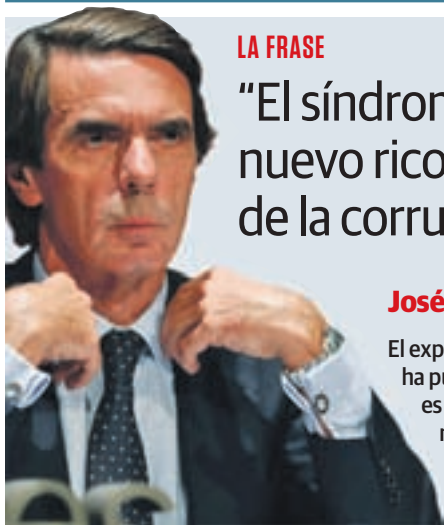 LA FRASE
"El síndrom
nuevo rico
de la corru
José
El exp
ha pu
es